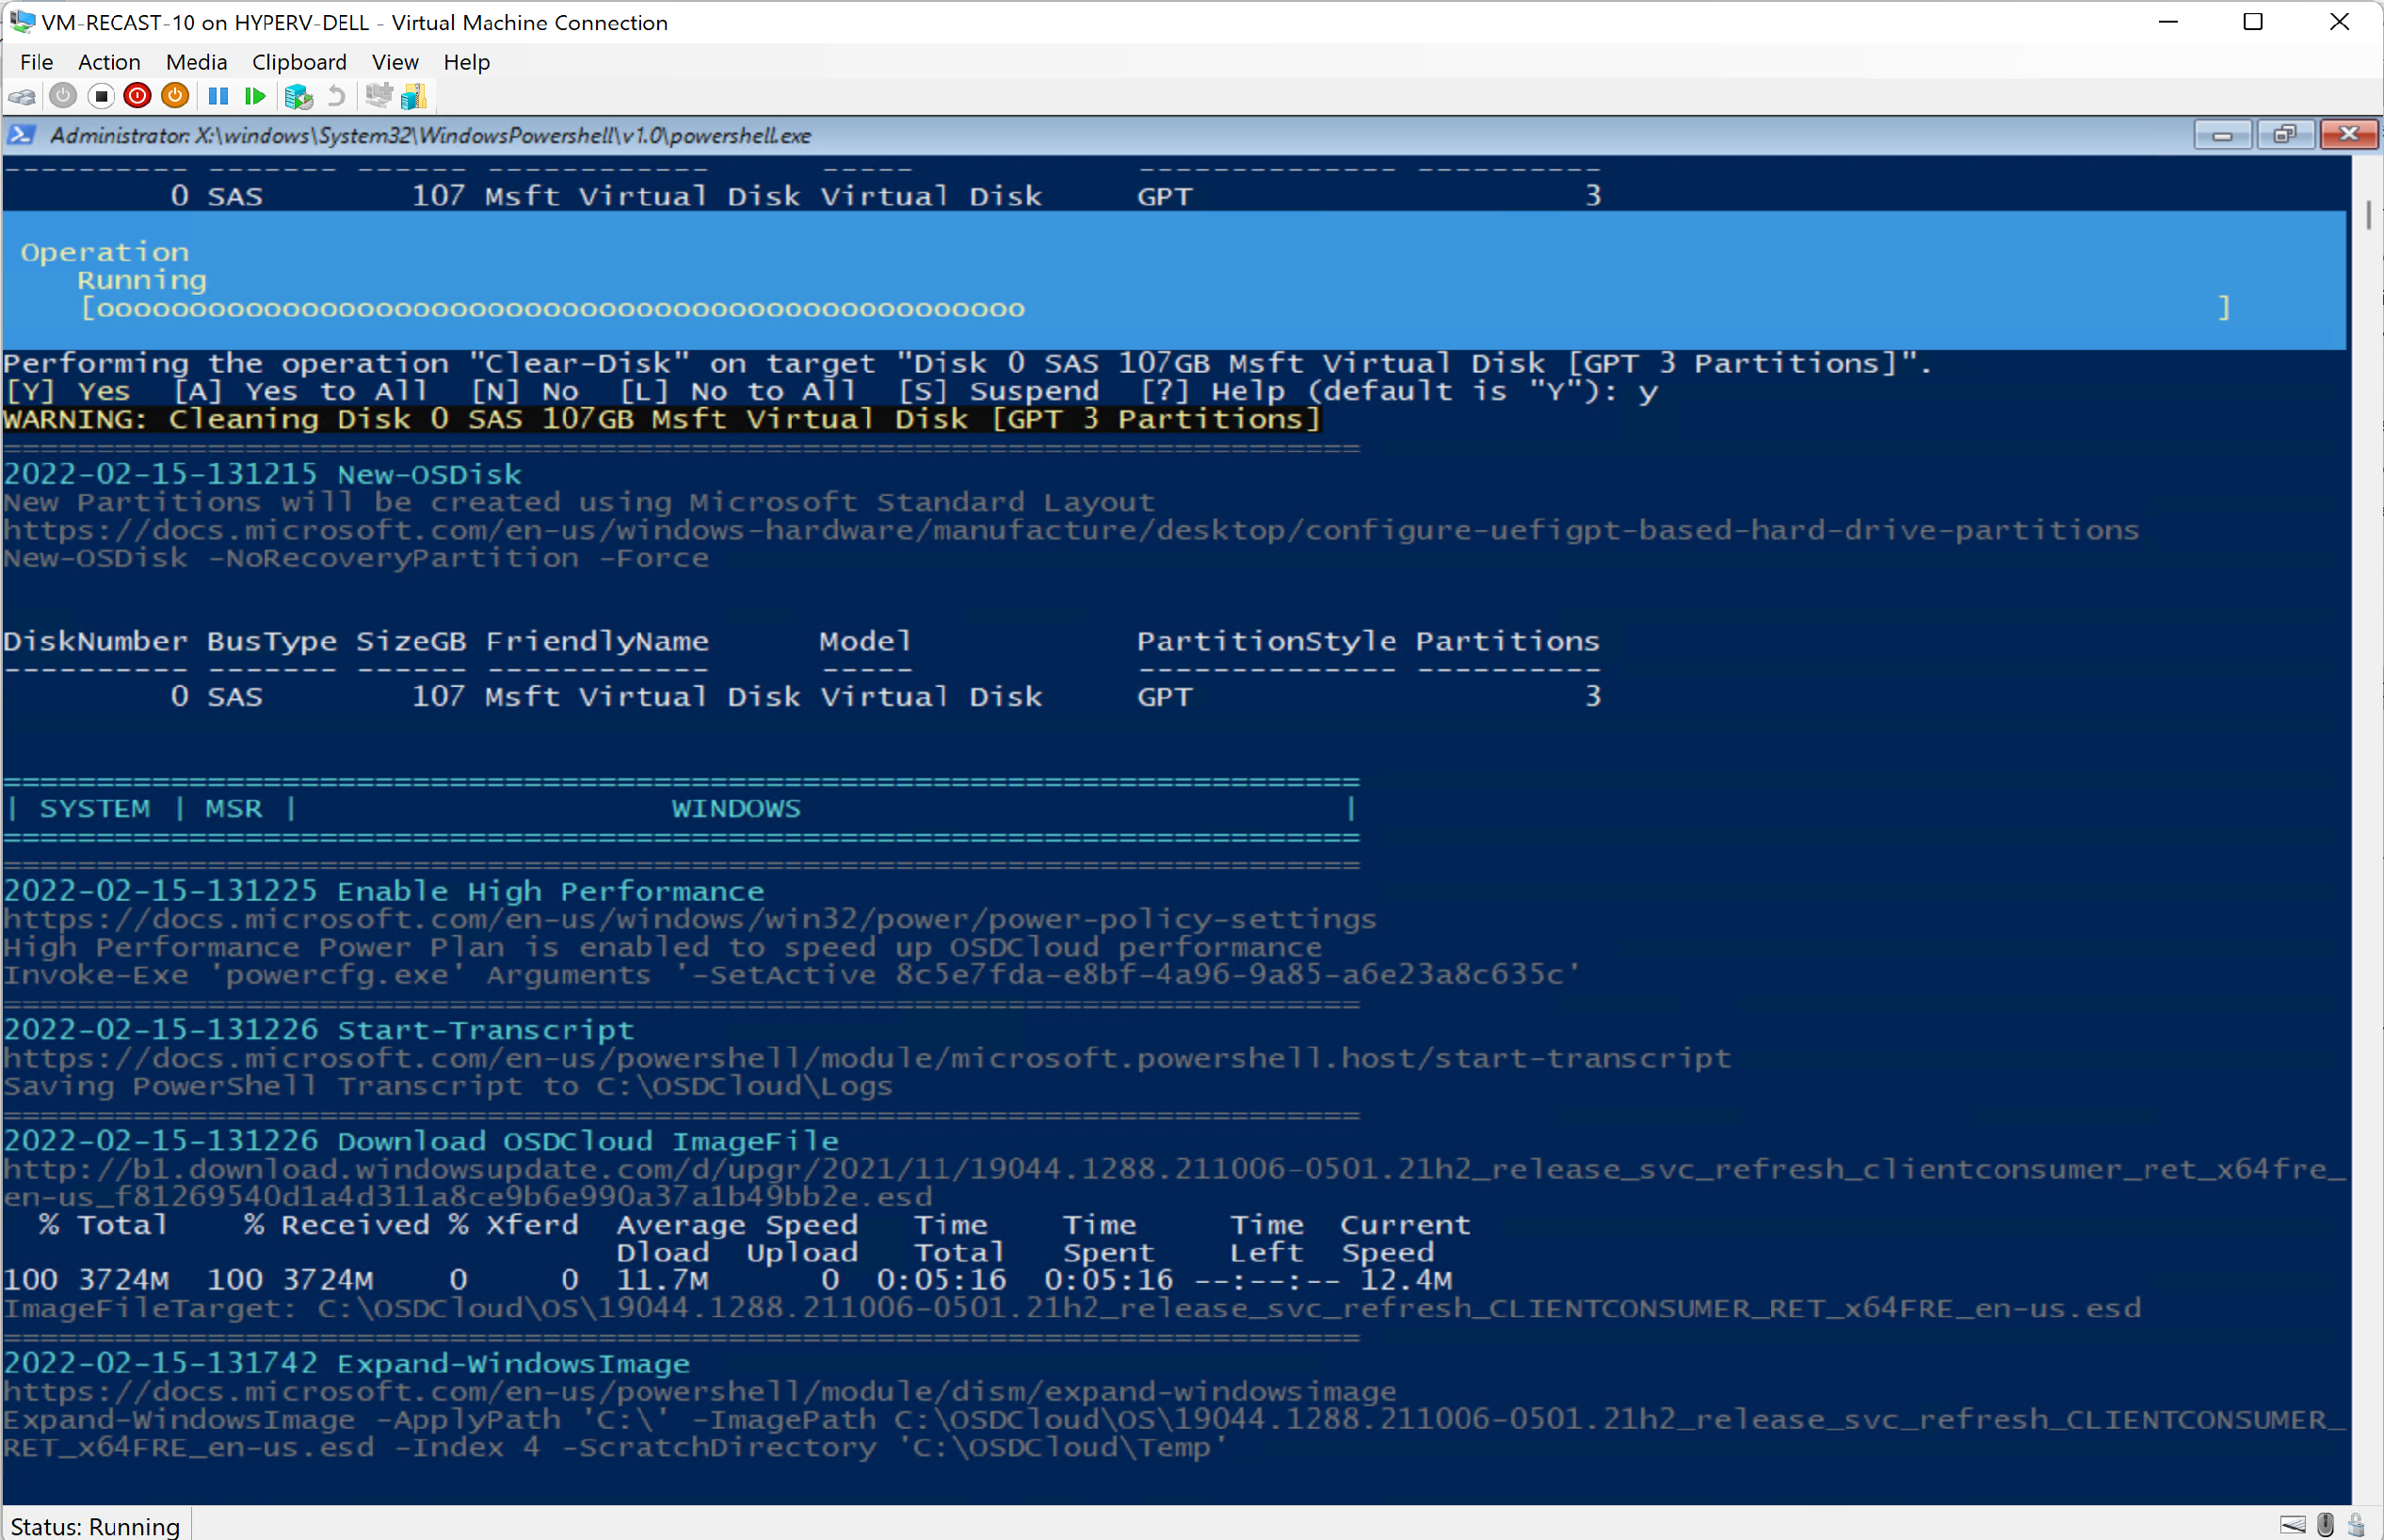 VM-RECAST-10 on HYPERV-DELL - Virtual Machine Connection
File Action Media Clipboard View Help
Administrator: X:\windows\System32\WindowsPowershell\v1.0\powershell.exe
---------- ------- ------ ------------ ----- -------------- ----------
0 SAS 107 Msft Virtual Disk Virtual Disk GPT 3
Operation
Running
[oooooooooooooooooooooooooooooooooooooooooooooooooo ]
Performing the operation "Clear-Disk" on target "Disk 0 SAS 107GB Msft Virtual Disk [GPT 3 Partitions]".
[Y] Yes [A] Yes to All [N] No [L] No to All [S] Suspend [?] Help (default is "Y"): y
WARNING: Cleaning Disk 0 SAS 107GB Msft Virtual Disk [GPT 3 Partitions]
=========================================================================
2022-02-15-131215 New-OSDisk
New Partitions will be created using Microsoft Standard Layout
https://docs.microsoft.com/en-us/windows-hardware/manufacture/desktop/configure-uefigpt-based-hard-drive-partitions
New-OSDisk -NoRecoveryPartition -Force
DiskNumber BusType SizeGB FriendlyName Model PartitionStyle Partitions
---------- ------- ------ ------------ ----- -------------- ----------
0 SAS 107 Msft Virtual Disk Virtual Disk GPT 3
=========================================================================
| SYSTEM | MSR | WINDOWS |
=========================================================================
=========================================================================
2022-02-15-131225 Enable High Performance
https://docs.microsoft.com/en-us/windows/win32/power/power-policy-settings
High Performance Power Plan is enabled to speed up OSDCloud performance
Invoke-Exe 'powercfg.exe' Arguments '-SetActive 8c5e7fda-e8bf-4a96-9a85-a6e23a8c635c'
=========================================================================
2022-02-15-131226 Start-Transcript
https://docs.microsoft.com/en-us/powershell/module/microsoft.powershell.host/start-transcript
Saving PowerShell Transcript to C:\OSDCloud\Logs
=========================================================================
2022-02-15-131226 Download OSDCloud ImageFile
http://b1.download.windowsupdate.com/d/upgr/2021/11/19044.1288.211006-0501.21h2_release_svc_refresh_clientconsumer_ret_x64fre_
en-us_f81269540d1a4d311a8ce9b6e990a37a1b49bb2e.esd
% Total % Received % Xferd Average Speed Time Time Time Current
Dload Upload Total Spent Left Speed
100 3724M 100 3724M 0 0 11.7M 0 0:05:16 0:05:16 --:--:-- 12.4M
ImageFileTarget: C:\OSDCloud\OS\19044.1288.211006-0501.21h2_release_svc_refresh_CLIENTCONSUMER_RET_x64FRE_en-us.esd
=========================================================================
2022-02-15-131742 Expand-WindowsImage
https://docs.microsoft.com/en-us/powershell/module/dism/expand-windowsimage
Expand-WindowsImage -ApplyPath 'C:\' -ImagePath C:\OSDCloud\OS\19044.1288.211006-0501.21h2_release_svc_refresh_CLIENTCONSUMER_
RET_x64FRE_en-us.esd -Index 4 -ScratchDirectory 'C:\OSDCloud\Temp'
Status: Running